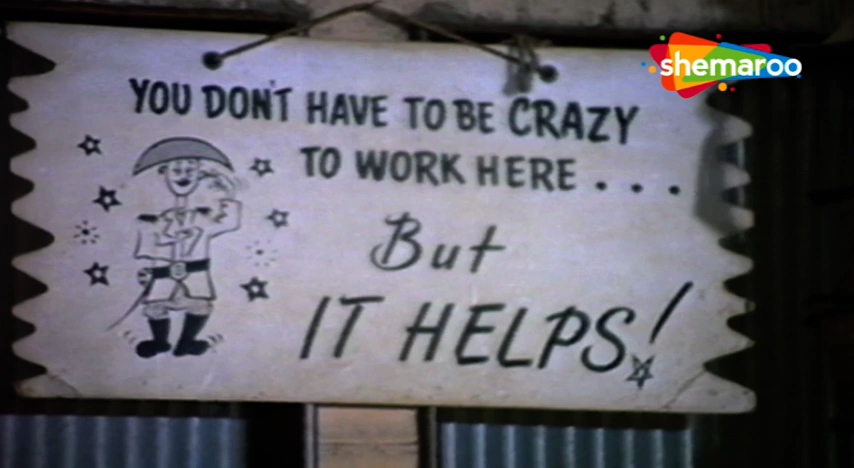 shemaroo
YOU DON'T HAVE TO BE CRAZY
TO WORK HERE . . .
But
IT HELPS!